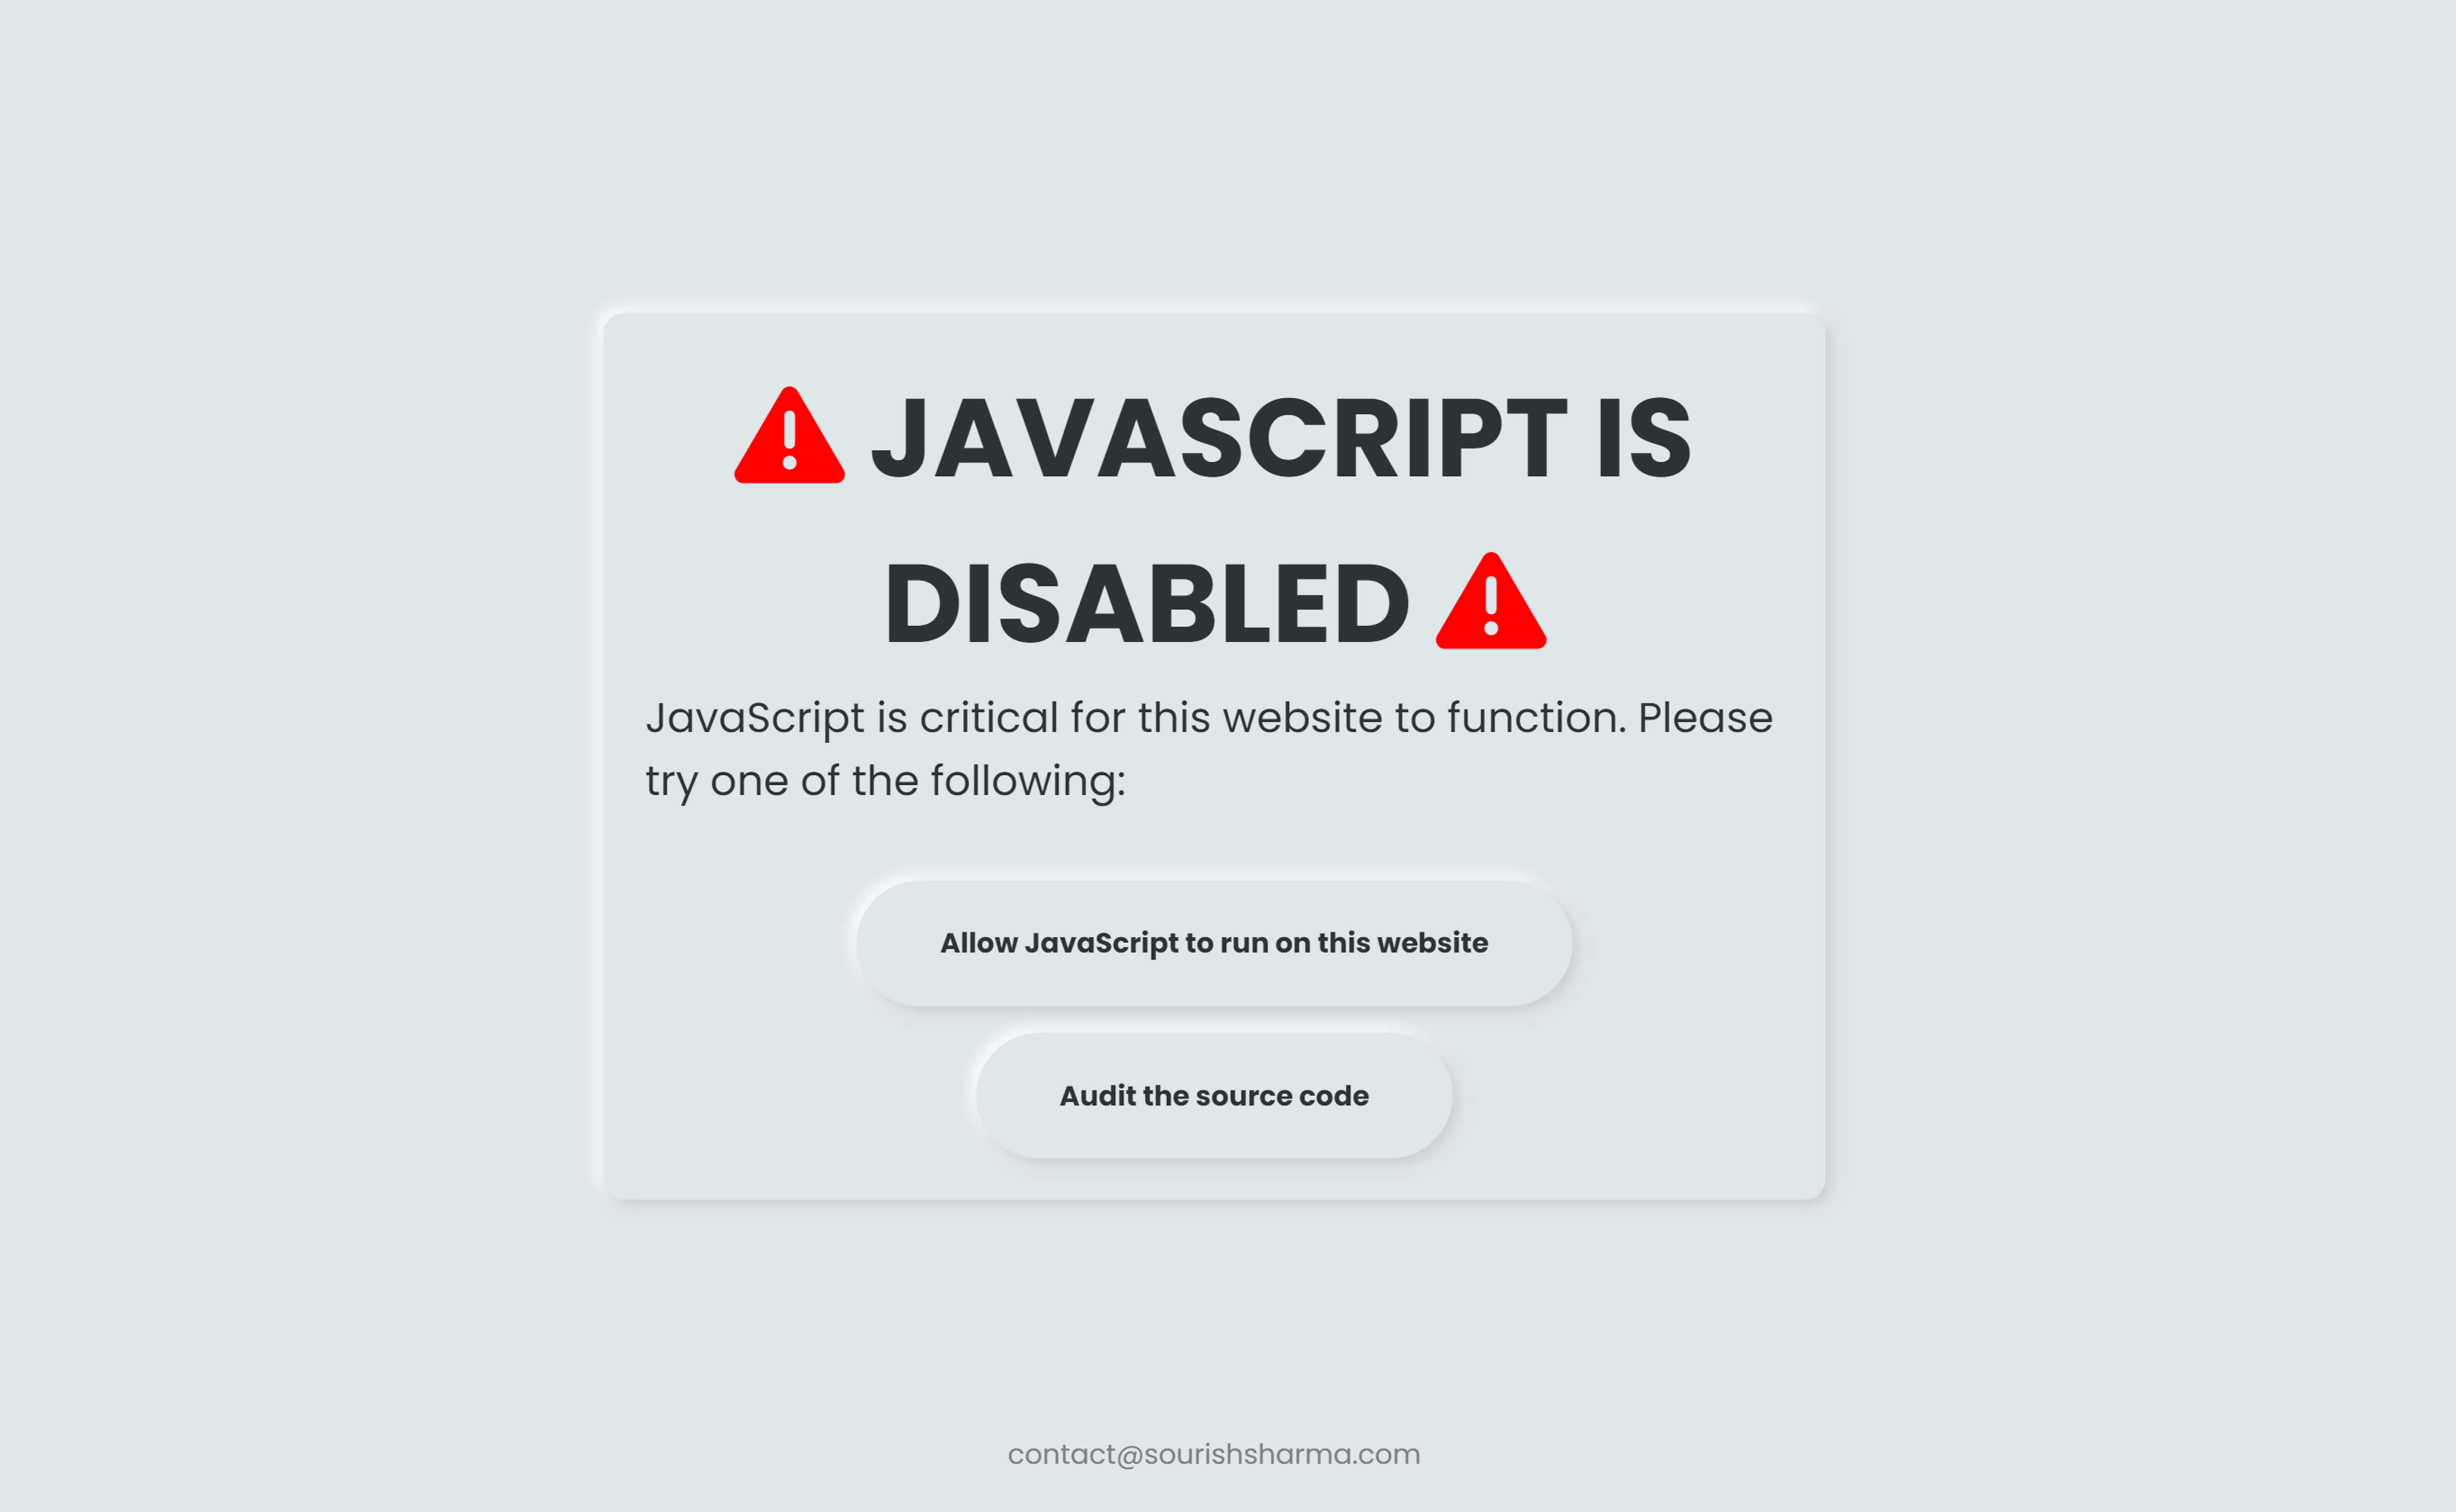 JAVASCRIPT IS
DISABLED
JavaScript is critical for this website to function. Please
try one of the following:
Allow JavaScript to run on this website
Audit the source code
contact@sourishsharma.com